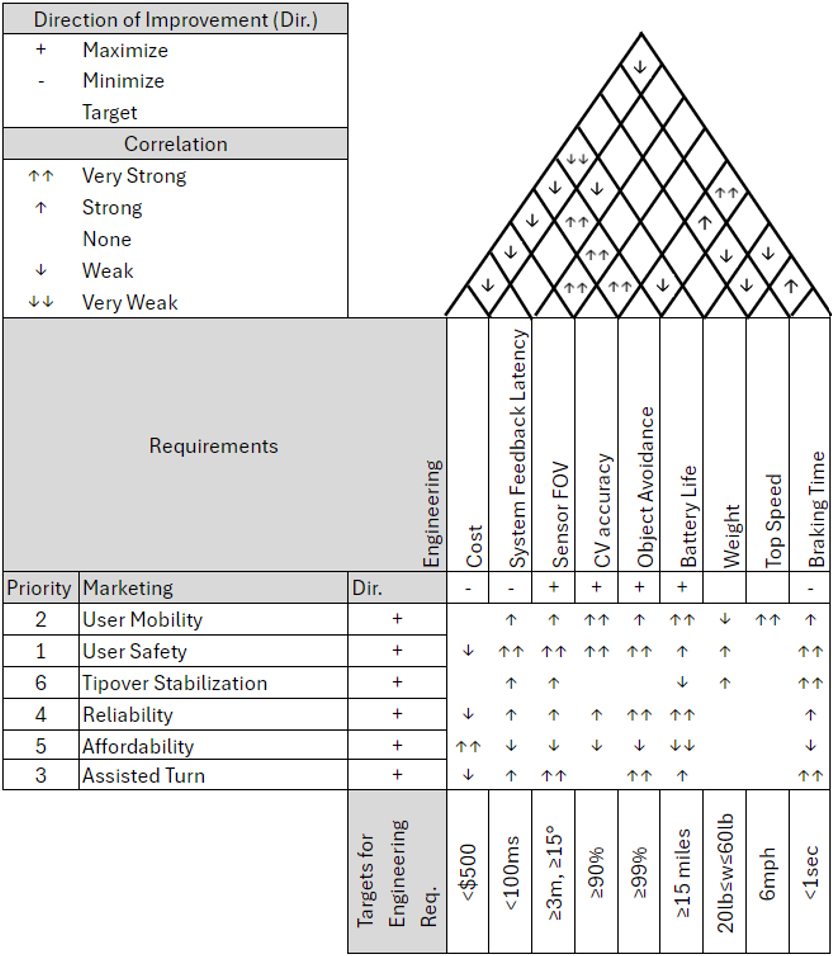 Direction of Improvement (Dir.)
+ Maximize
- Minimize
Target
Correlation
↑↑ Very Strong
↑ Strong
None
↓ Weak
↓↓ Very Weak
↓
↓↓
↓ ↓ ↑↑
↓ ↑↑ ↑
↓ ↑↑ ↓ ↓
↓ ↑↑ ↑↑ ↓ ↓ ↑
Requirements
Engineering
Cost
System Feedback Latency
Sensor FOV
CV accuracy
Object Avoidance
Battery Life
Weight
Top Speed
Braking Time
Priority Marketing Dir. - - + + + + -
2 User Mobility + ↑ ↑ ↑↑ ↑ ↑↑ ↓ ↑↑ ↑
1 User Safety + ↓ ↑↑ ↑↑ ↑↑ ↑↑ ↑ ↑ ↑↑
6 Tipover Stabilization + ↑ ↑ ↓ ↑ ↑↑
4 Reliability + ↓ ↑ ↑ ↑ ↑↑ ↑↑ ↑
5 Affordability + ↑↑ ↓ ↓ ↓ ↓ ↓↓ ↓
3 Assisted Turn + ↓ ↑ ↑↑ ↑↑ ↑ ↑↑
Targets for
Engineering
Req.
<$500
<100ms
≥3m, ≥15°
≥90%
≥99%
≥15 miles
20lb≤w≤60lb
6mph
<1sec